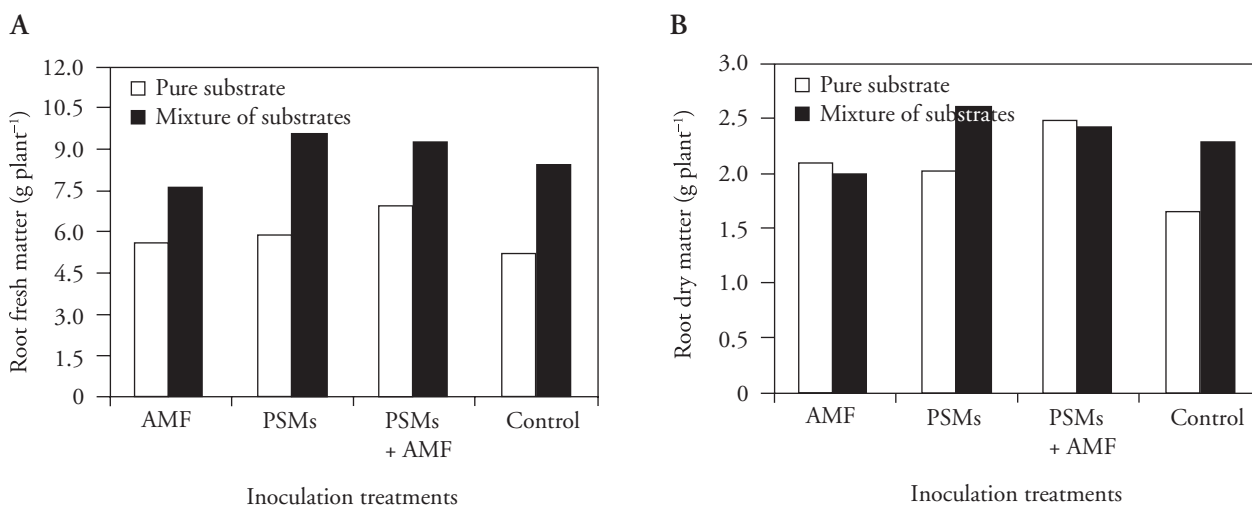 A
Root fresh matter (g plant⁻¹)
12.0
10.5
9.0
7.5
6.0
4.5
3.0
1.5
0
Pure substrate
Mixture of substrates
AMF
PSMs
PSMs
+ AMF
Control
Inoculation treatments
B
Root dry matter (g plant⁻¹)
3.0
2.5
2.0
1.5
1.0
0.5
0
Pure substrate
Mixture of substrates
AMF
PSMs
PSMs
+ AMF
Control
Inoculation treatments